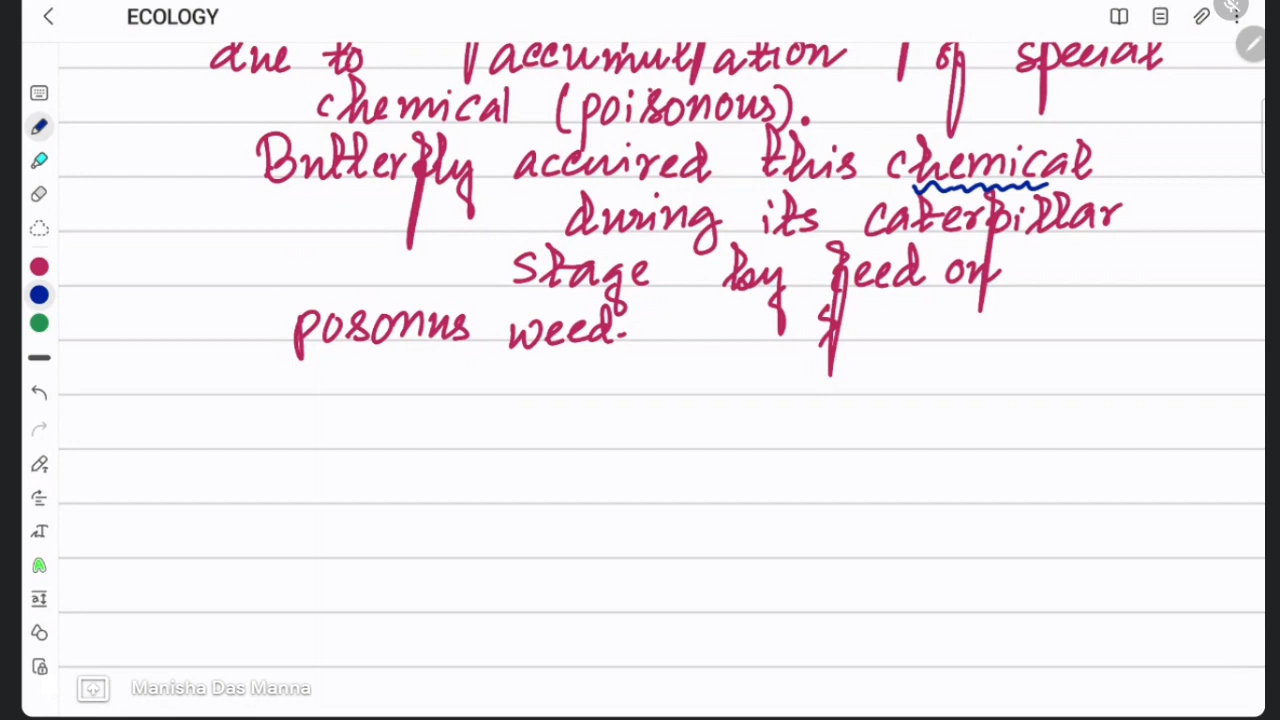 ECOLOGY
due to accumulation of special
chemical (poisonous).
Butterfly accuired this chemical
during its caterpillar
stage by feed on
posonus weed.
Manisha Das Manna